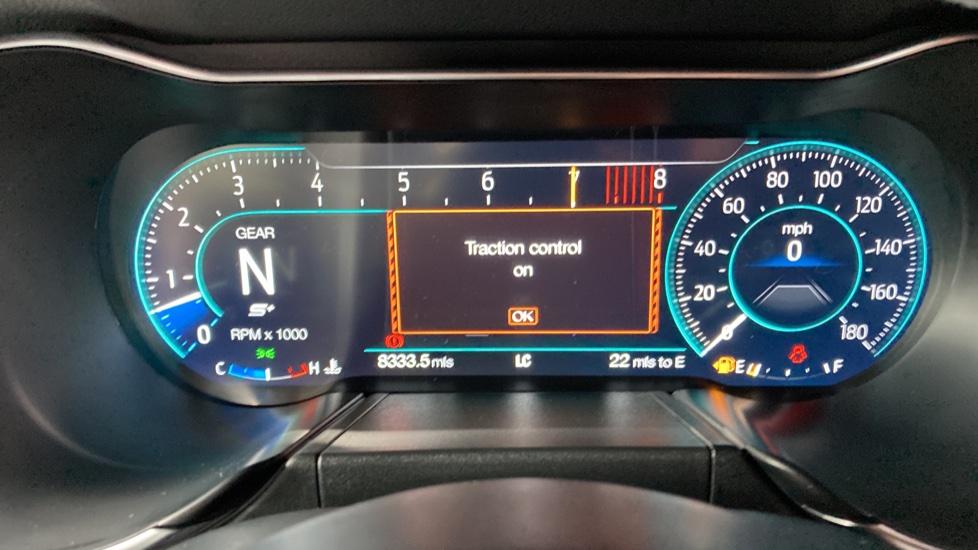 3 4 5 6 7 8
2
1
0
GEAR
N
S+
RPM x 1000
C H
Traction control
on
OK
8333.5 mls LC 22 mls to E
80 100
60 120
40 140
20 160
0 180
mph
0
E F